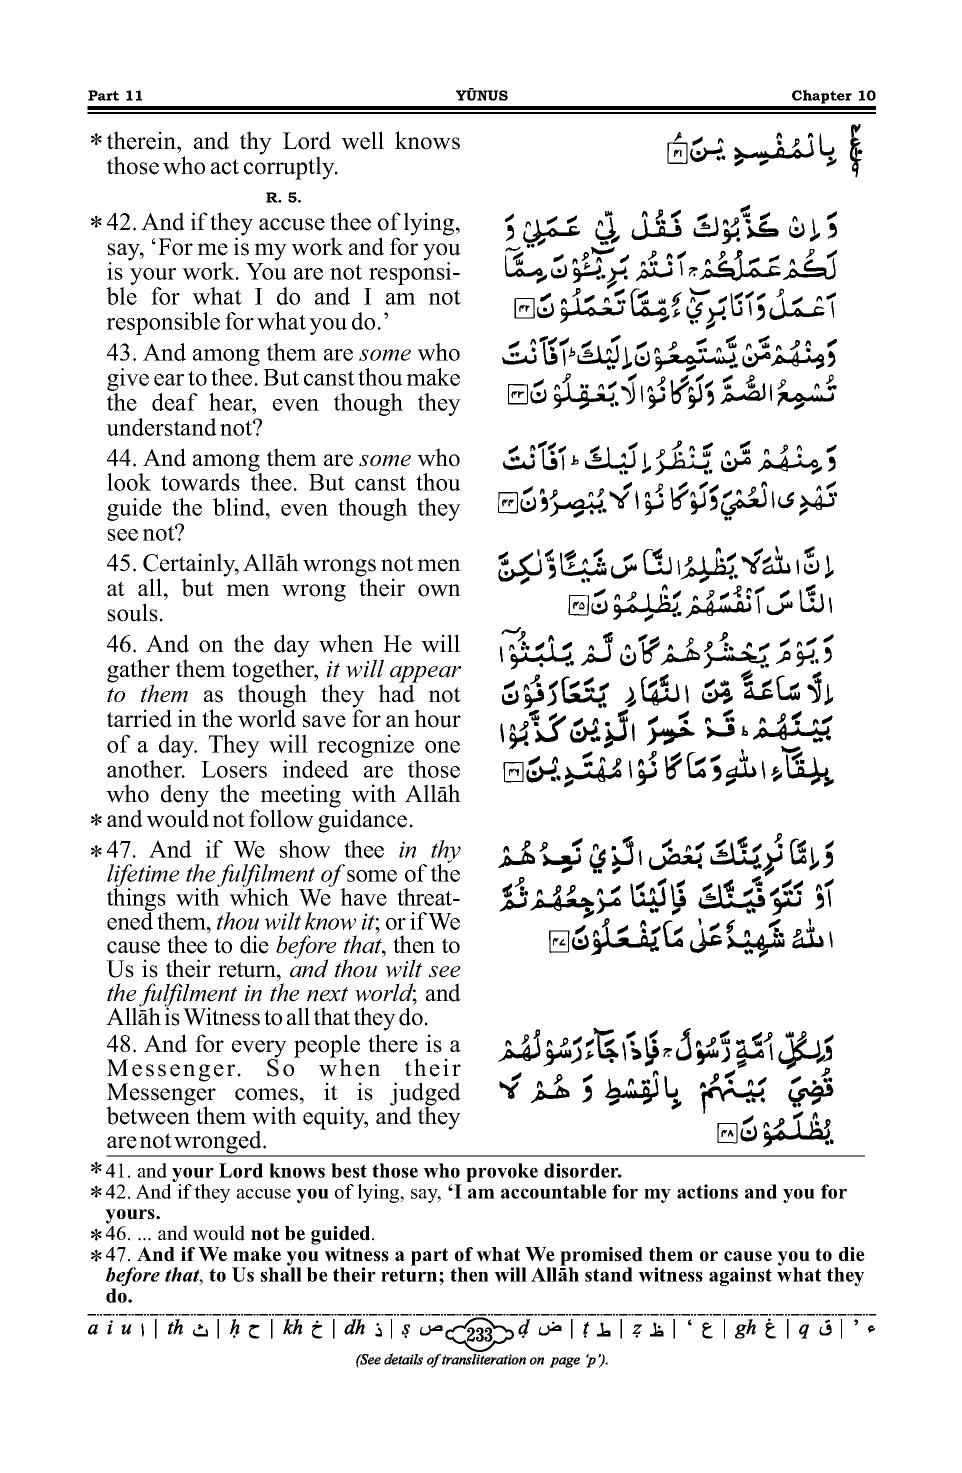 Part 11 YŪNUS Chapter 10
*therein, and thy Lord well knows
those who act corruptly.
R. 5.
*42. And if they accuse thee of lying,
say, ‘For me is my work and for you
is your work. You are not responsi-
ble for what I do and I am not
responsible for what you do.’
43. And among them are some who
give ear to thee. But canst thou make
the deaf hear, even though they
understand not?
44. And among them are some who
look towards thee. But canst thou
guide the blind, even though they
see not?
45. Certainly, Allāh wrongs not men
at all, but men wrong their own
souls.
46. And on the day when He will
gather them together, it will appear
to them as though they had not
tarried in the world save for an hour
of a day. They will recognize one
another. Losers indeed are those
who deny the meeting with Allāh
*and would not follow guidance.
*47. And if We show thee in thy
lifetime the fulfilment of some of the
things with which We have threat-
ened them, thou wilt know it; or if We
cause thee to die before that, then to
Us is their return, and thou wilt see
the fulfilment in the next world; and
Allāh is Witness to all that they do.
48. And for every people there is a
Messenger. So when their
Messenger comes, it is judged
between them with equity, and they
are not wronged.
بِالْمُفْسِدِيْنَ ۴۱
وَ اِنْ كَذَّبُوْكَ فَقُلْ لِّيْ عَمَلِيْ وَ
لَكُمْ عَمَلُكُمْ ۚ اَنْتُمْ بَرِيْٓـُٔوْنَ مِمَّاۤ
اَعْمَلُ وَ اَنَا بَرِيْٓءٌ مِّمَّا تَعْمَلُوْنَ ۴۲
وَ مِنْهُمْ مَّنْ يَّسْتَمِعُوْنَ اِلَيْكَ ؕ اَفَاَنْتَ
تُسْمِعُ الصُّمَّ وَ لَوْ كَانُوْا لَا يَعْقِلُوْنَ ۴۳
وَ مِنْهُمْ مَّنْ يَّنْظُرُ اِلَيْكَ ؕ اَفَاَنْتَ
تَهْدِى الْعُمْيَ وَ لَوْ كَانُوْا لَا يُبْصِرُوْنَ ۴۴
اِنَّ اللّٰهَ لَا يَظْلِمُ النَّاسَ شَيْـًٔا وَّ لٰكِنَّ
النَّاسَ اَنْفُسَهُمْ يَظْلِمُوْنَ ۴۵
وَ يَوْمَ يَحْشُرُهُمْ كَاَنْ لَّمْ يَلْبَثُوْۤا
اِلَّا سَاعَةً مِّنَ النَّهَارِ يَتَعَارَفُوْنَ
بَيْنَهُمْ ؕ قَدْ خَسِرَ الَّذِيْنَ كَذَّبُوْا
بِلِقَآءِ اللّٰهِ وَ مَا كَانُوْا مُهْتَدِيْنَ ۴۶
وَ اِمَّا نُرِيَنَّكَ بَعْضَ الَّذِيْ نَعِدُهُمْ
اَوْ نَتَوَفَّيَنَّكَ فَاِلَيْنَا مَرْجِعُهُمْ ثُمَّ
اللّٰهُ شَهِيْدٌ عَلٰى مَا يَفْعَلُوْنَ ۴۷
وَ لِكُلِّ اُمَّةٍ رَّسُوْلٌ ۚ فَاِذَا جَآءَ رَسُوْلُهُمْ
قُضِيَ بَيْنَهُمْ بِالْقِسْطِ وَ هُمْ لَا
يُظْلَمُوْنَ ۴۸
*41. and your Lord knows best those who provoke disorder.
*42. And if they accuse you of lying, say, ‘I am accountable for my actions and you for
yours.
*46. ... and would not be guided.
*47. And if We make you witness a part of what We promised them or cause you to die
before that, to Us shall be their return; then will Allāh stand witness against what they
do.
a i u ا | th ث | ḥ ح | kh خ | dh ذ | ṣ ص 233 ḍ ض | ṭ ط | ẓ ظ | ‘ ع | gh غ | q ق | ’ ء
(See details of transliteration on page ‘p’).